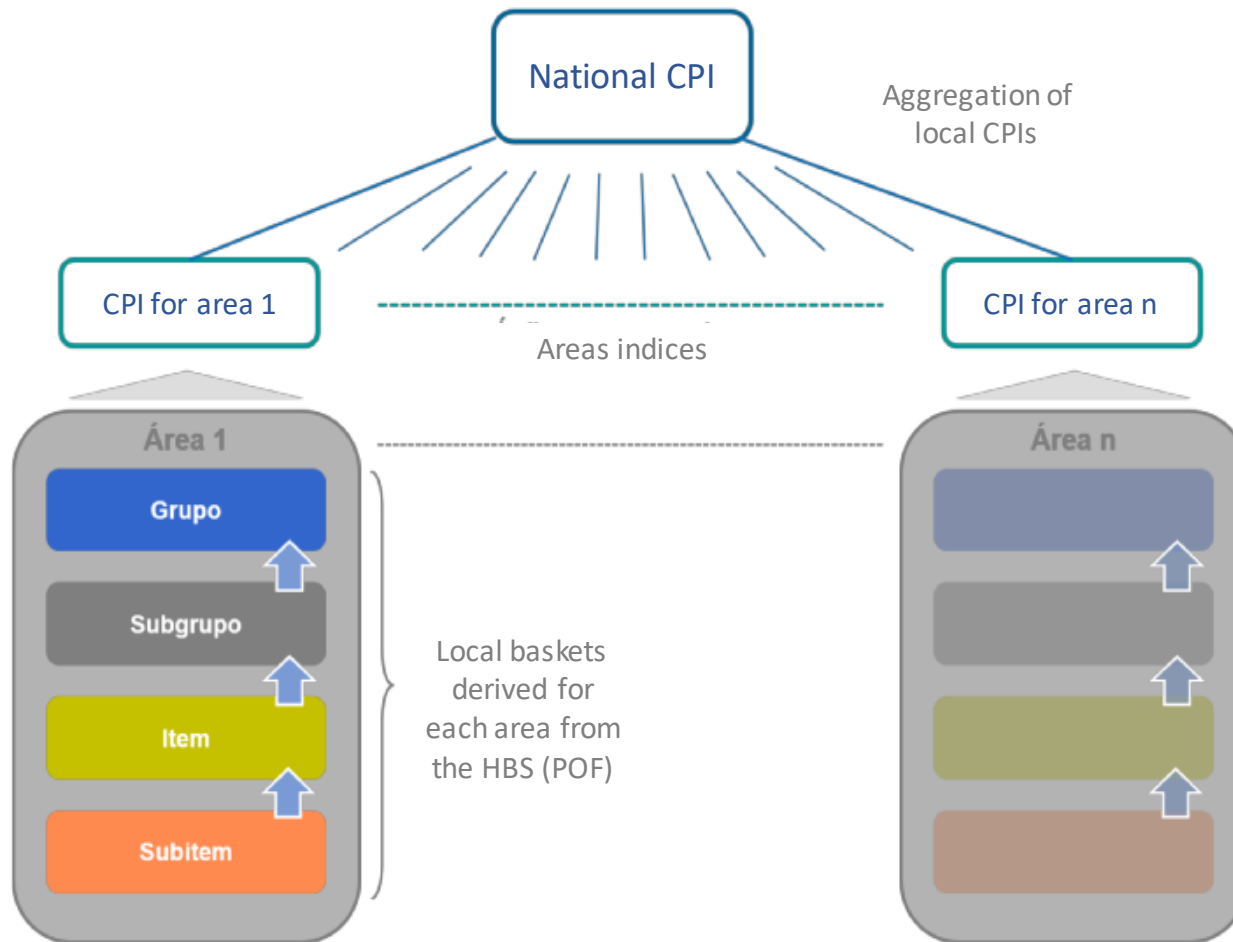 National CPI
Aggregation of
local CPIs
CPI for area 1
CPI for area n
Areas indices
Área 1
Área n
Grupo
Subgrupo
Item
Subitem
Local baskets
derived for
each area from
the HBS (POF)